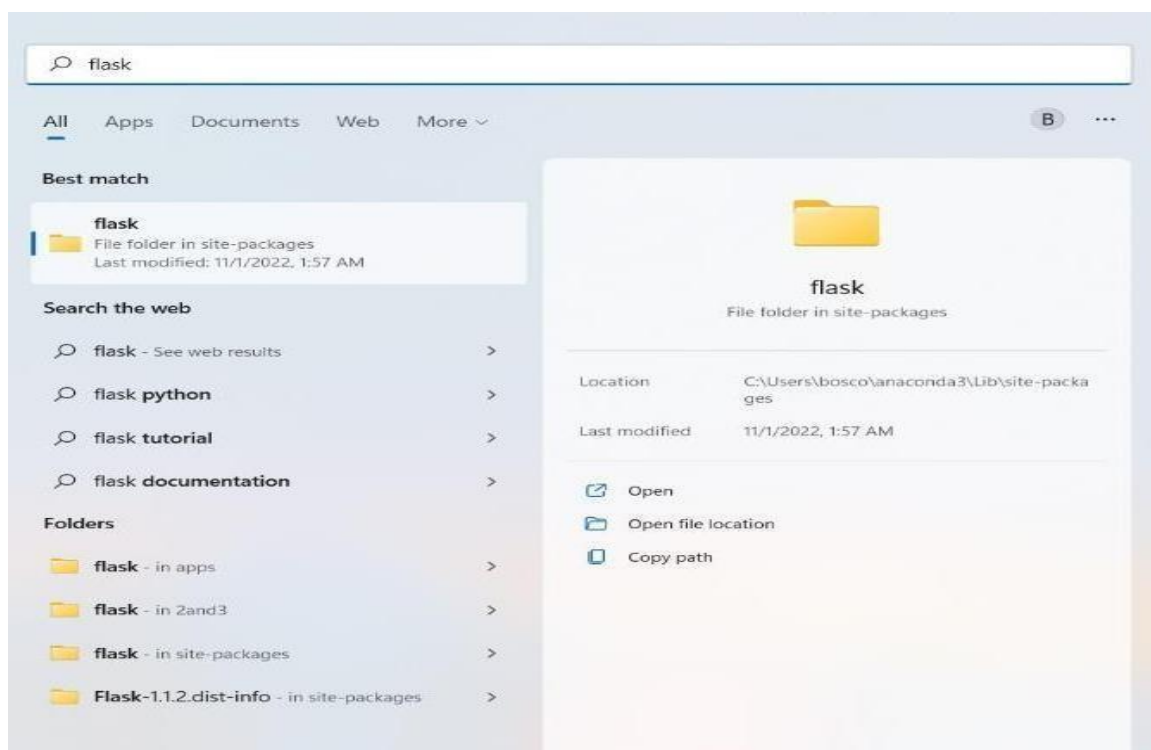 flask
All Apps Documents Web More
B ...
Best match
flask
File folder in site-packages
Last modified: 11/1/2022, 1:57 AM
Search the web
flask - See web results
flask python
flask tutorial
flask documentation
Folders
flask - in apps
flask - in 2and3
flask - in site-packages
Flask-1.1.2.dist-info - in site-packages
flask
File folder in site-packages
Location C:\Users\bosco\anaconda3\Lib\site-packa
ges
Last modified 11/1/2022, 1:57 AM
Open
Open file location
Copy path